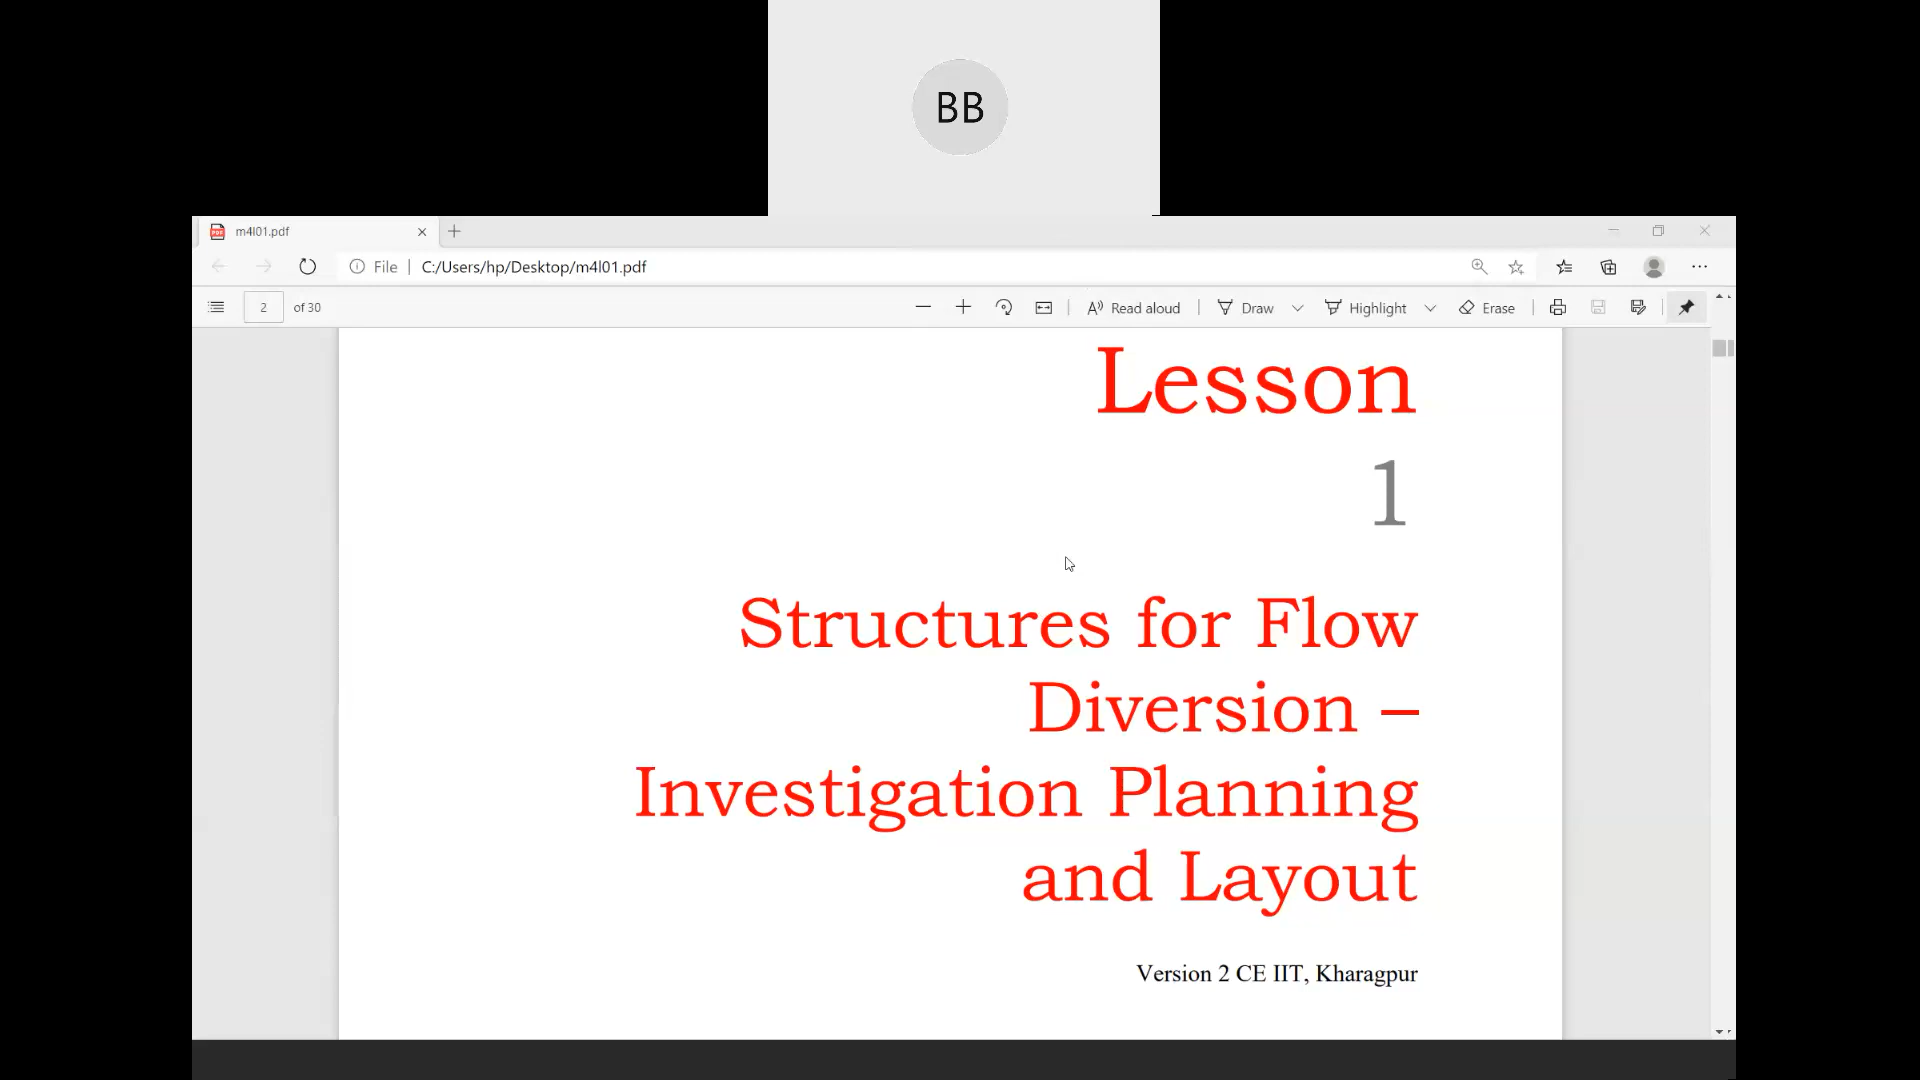 BB
m4l01.pdf
File | C:/Users/hp/Desktop/m4l01.pdf
2 of 30
Read aloud
Draw
Highlight
Erase
Lesson
1
Structures for Flow
Diversion –
Investigation Planning
and Layout
Version 2 CE IIT, Kharagpur